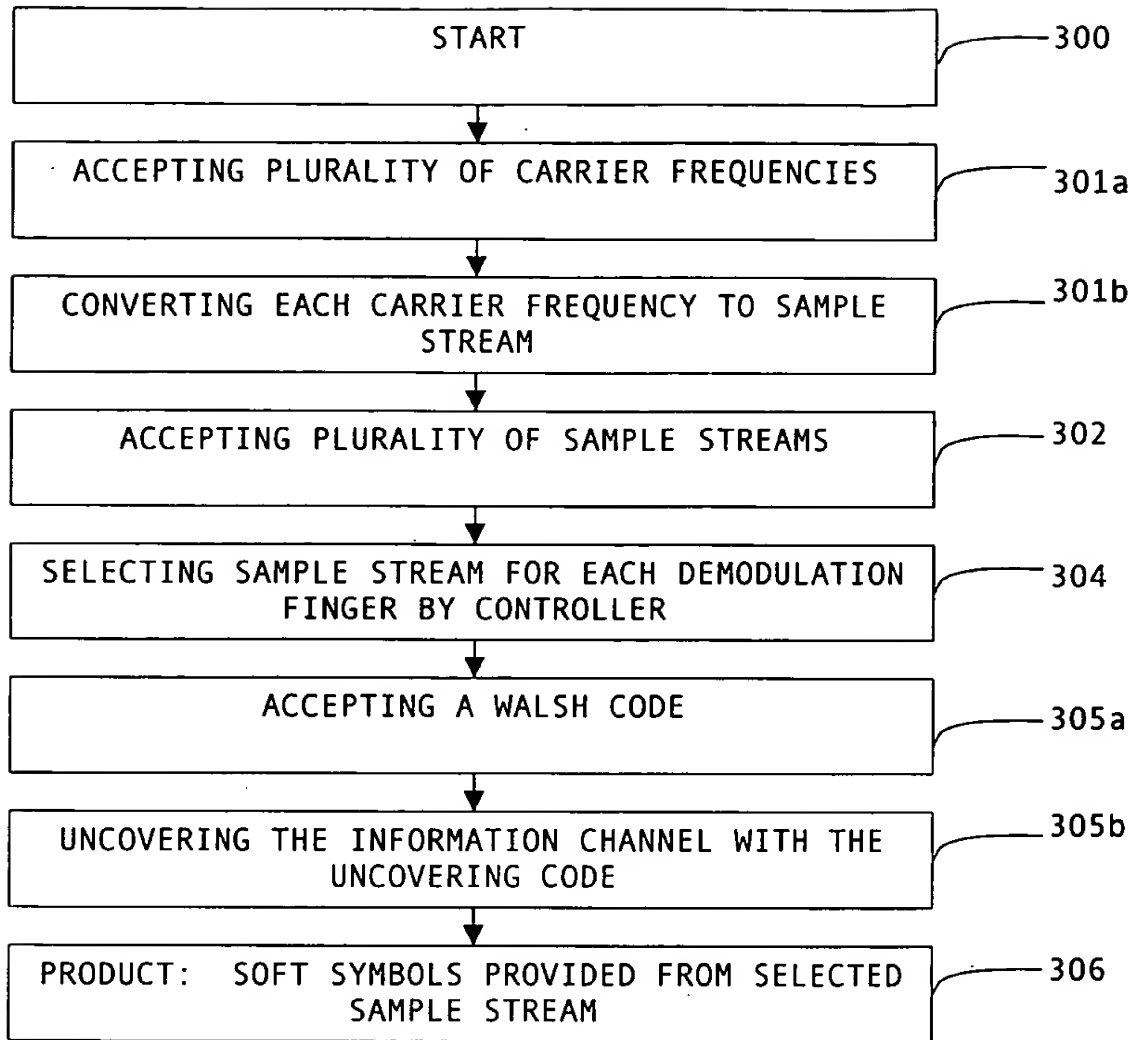 START
300
ACCEPTING PLURALITY OF CARRIER FREQUENCIES
301a
CONVERTING EACH CARRIER FREQUENCY TO SAMPLE
STREAM
301b
ACCEPTING PLURALITY OF SAMPLE STREAMS
302
SELECTING SAMPLE STREAM FOR EACH DEMODULATION
FINGER BY CONTROLLER
304
ACCEPTING A WALSH CODE
305a
UNCOVERING THE INFORMATION CHANNEL WITH THE
UNCOVERING CODE
305b
PRODUCT: SOFT SYMBOLS PROVIDED FROM SELECTED
SAMPLE STREAM
306